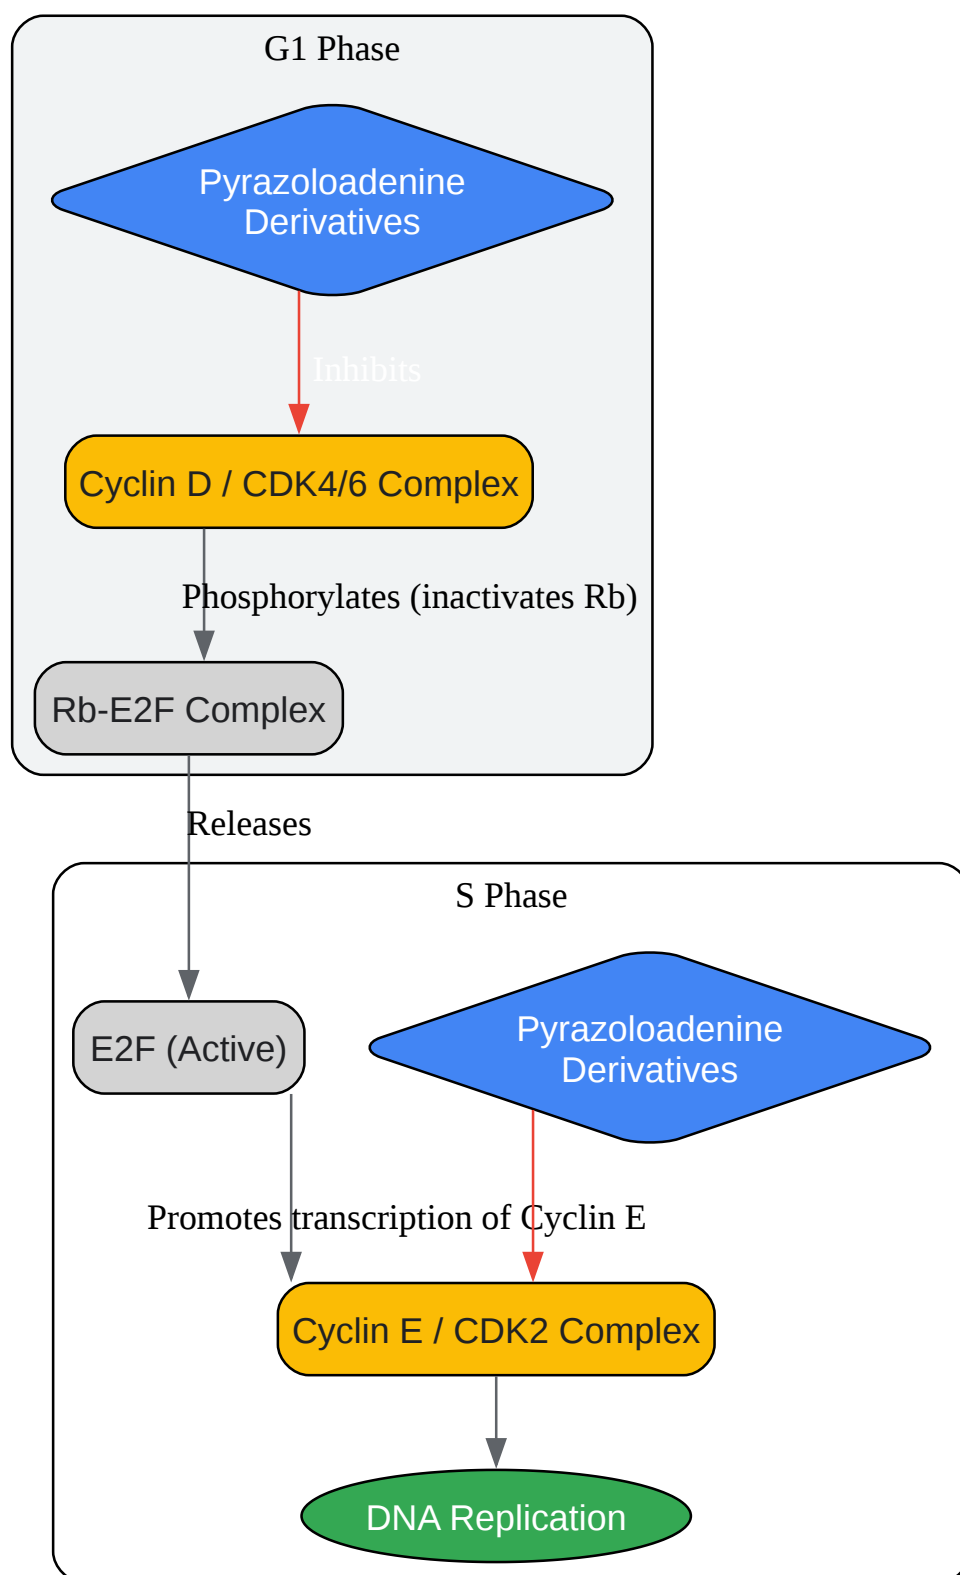 G1 Phase
Pyrazoloadenine
Derivatives
Inhibits
Cyclin D / CDK4/6 Complex
Phosphorylates (inactivates Rb)
Rb-E2F Complex
Releases
S Phase
E2F (Active)
Pyrazoloadenine
Derivatives
Promotes transcription of Cyclin E
Cyclin E / CDK2 Complex
DNA Replication